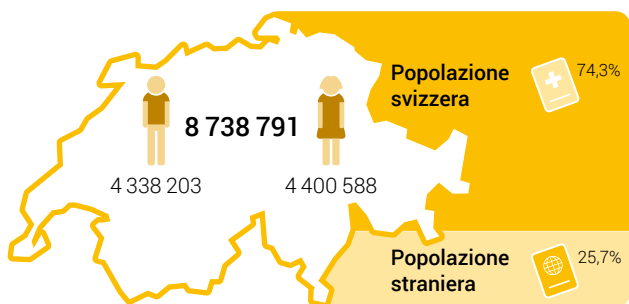 Popolazione
svizzera
74,3%
8 738 791
4 338 203
4 400 588
Popolazione
straniera
25,7%